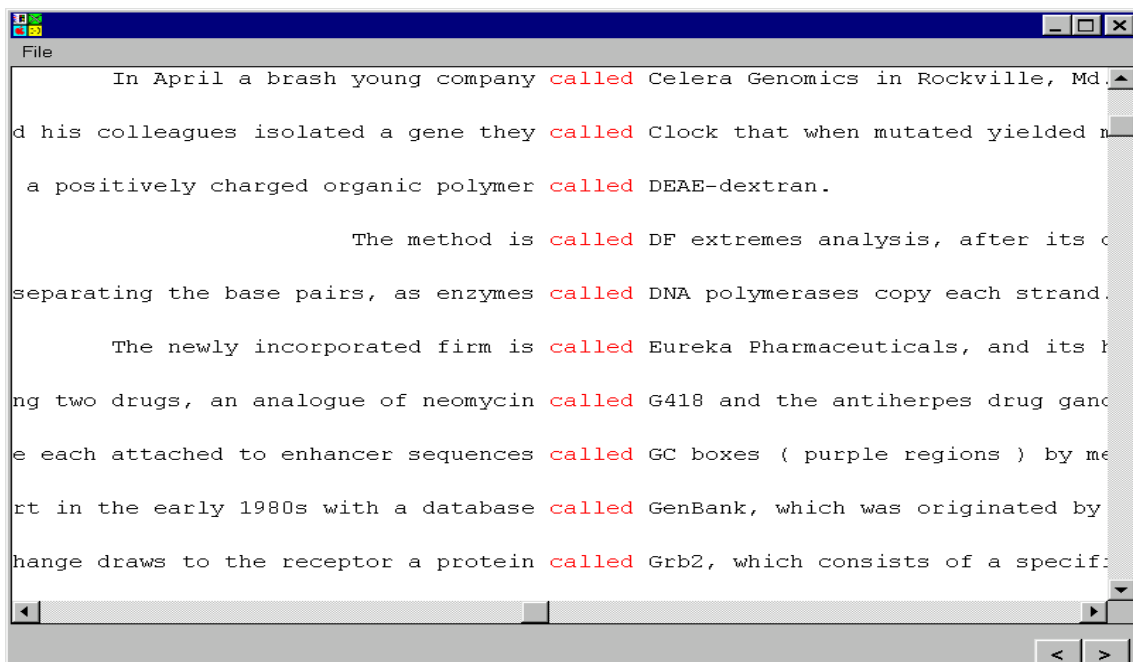 File
In April a brash young company called Celera Genomics in Rockville, Md.
d his colleagues isolated a gene they called Clock that when mutated yielded
a positively charged organic polymer called DEAE-dextran.
The method is called DF extremes analysis, after its
separating the base pairs, as enzymes called DNA polymerases copy each strand.
The newly incorporated firm is called Eureka Pharmaceuticals, and its
ng two drugs, an analogue of neomycin called G418 and the antiherpes drug ganc
e each attached to enhancer sequences called GC boxes ( purple regions ) by me
rt in the early 1980s with a database called GenBank, which was originated by
hange draws to the receptor a protein called Grb2, which consists of a specif
< >